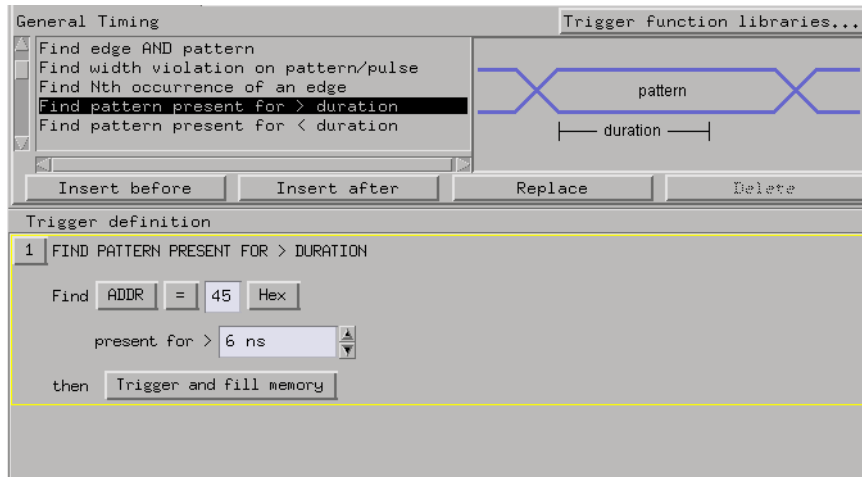 General Timing
Trigger function libraries...
Find edge AND pattern
Find width violation on pattern/pulse
Find Nth occurrence of an edge
Find pattern present for > duration
Find pattern present for < duration
pattern
duration
Insert before
Insert after
Replace
Delete
Trigger definition
1 FIND PATTERN PRESENT FOR > DURATION
Find ADDR = 45 Hex
present for > 6 ns
then Trigger and fill memory